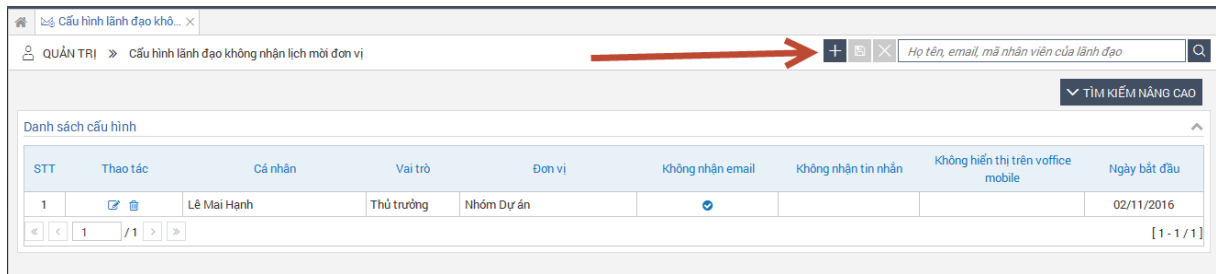 Cấu hình lãnh đạo khô...
QUẢN TRỊ » Cấu hình lãnh đạo không nhận lịch mời đơn vị
Họ tên, email, mã nhân viên của lãnh đạo
TÌM KIẾM NÂNG CAO
Danh sách cấu hình
STT Thao tác Cá nhân Vai trò Đơn vị Không nhận email Không nhận tin nhắn Không hiển thị trên voffice mobile Ngày bắt đầu
1 Lê Mai Hạnh Thủ trưởng Nhóm Dự án 02/11/2016
1 / 1 [ 1 - 1 / 1 ]